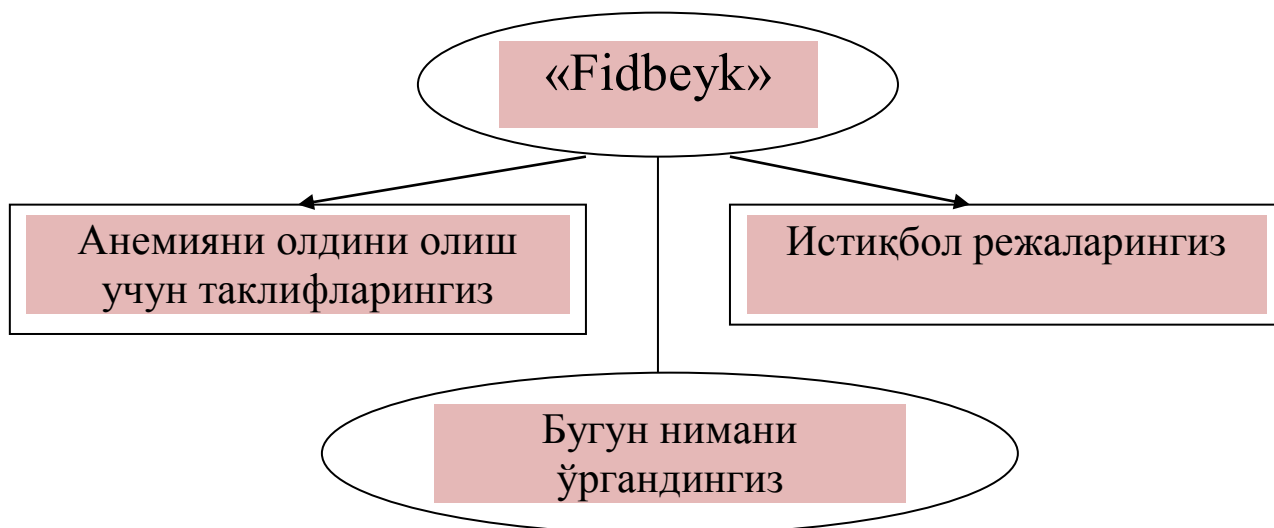 «Fidbeyk»
Анемияни олдини олиш
учун таклифларингиз
Истиқбол режаларингиз
Бугун нимани
ўргандингиз